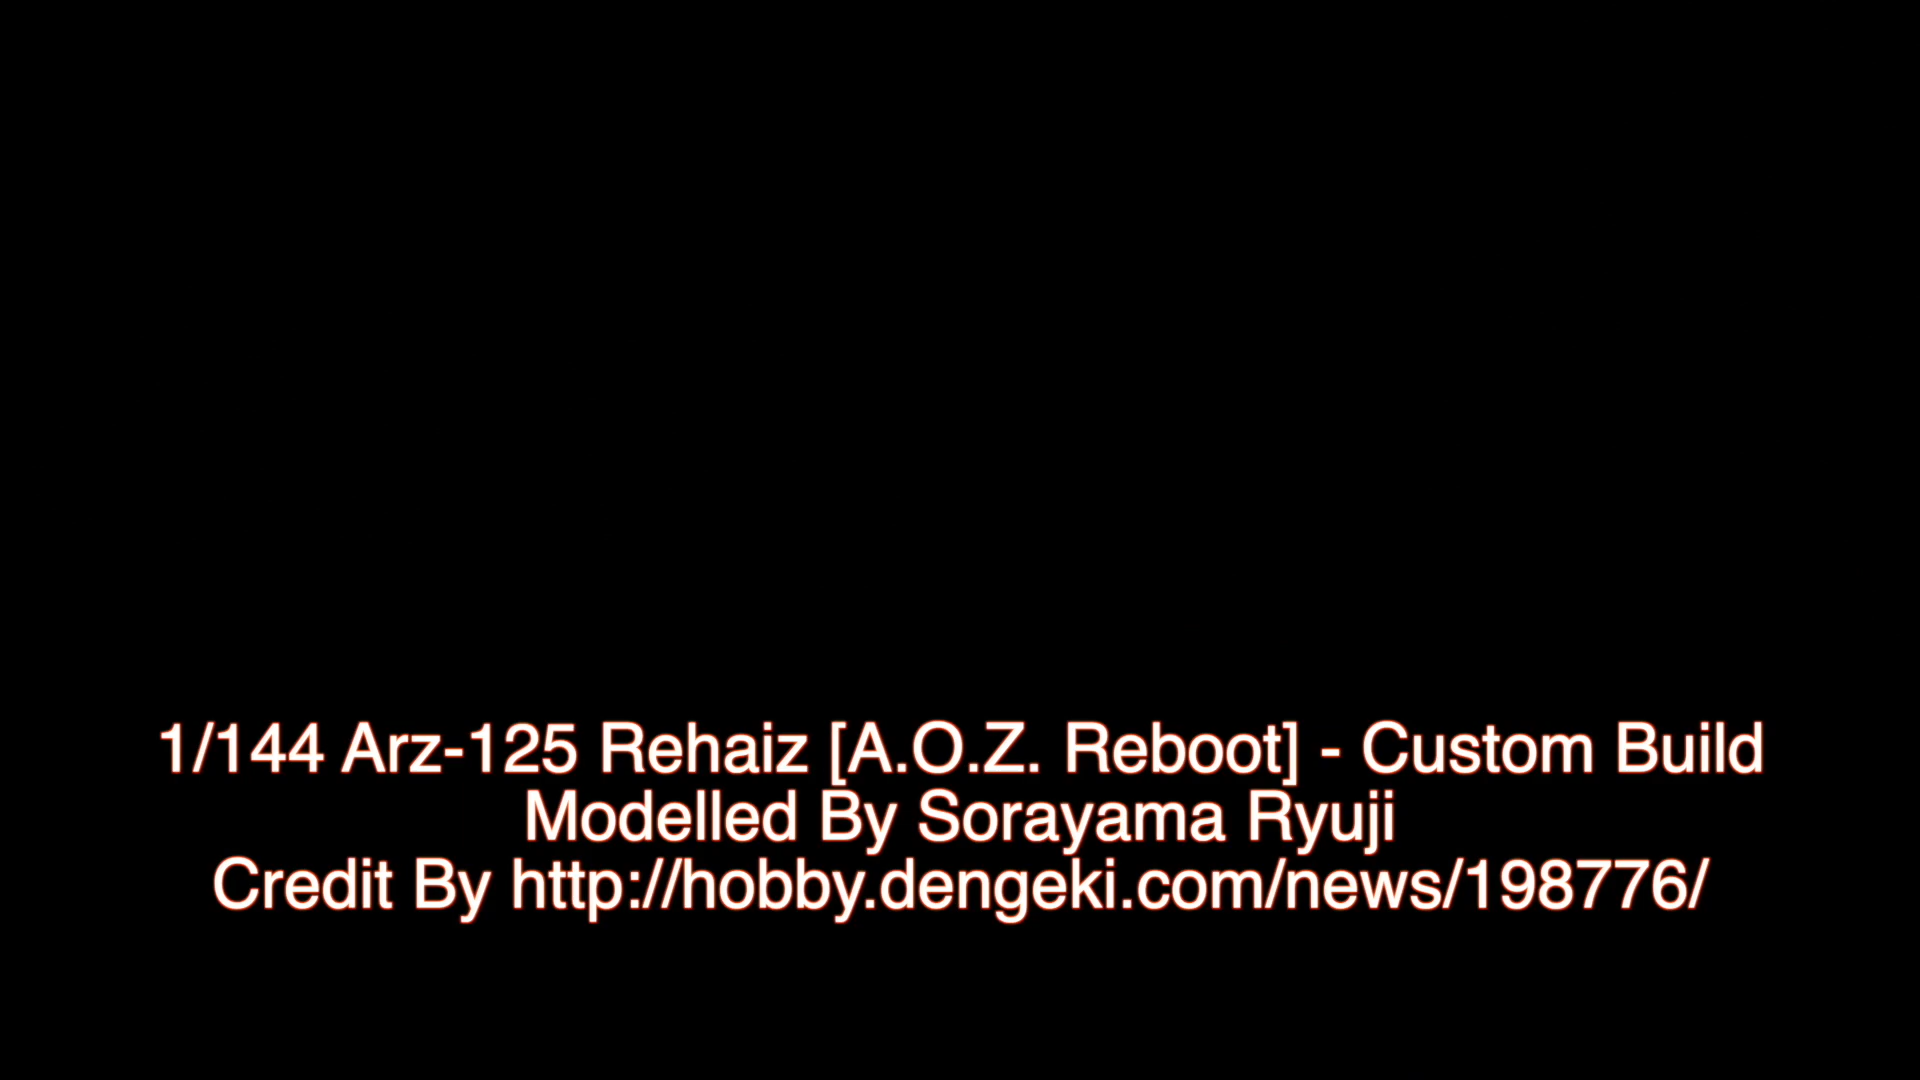 1/144 Arz-125 Rehaiz [A.O.Z. Reboot] - Custom Build
Modelled By Sorayama Ryuji
Credit By http://hobby.dengeki.com/news/198776/